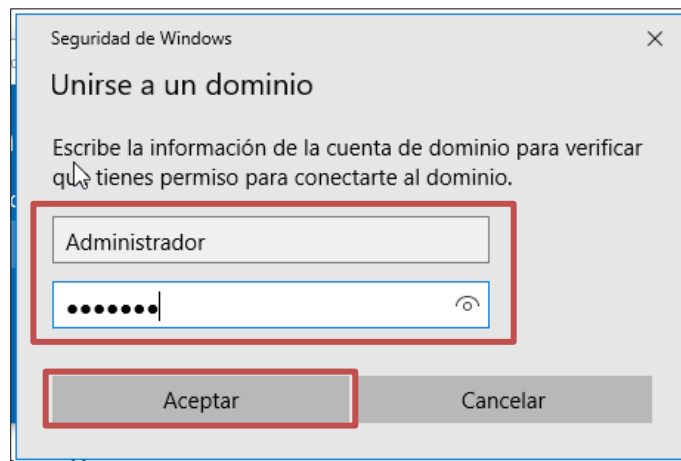 Seguridad de Windows
Unirse a un dominio
Escribe la información de la cuenta de dominio para verificar
que tienes permiso para conectarte al dominio.
Administrador
●●●●●●●
Aceptar
Cancelar